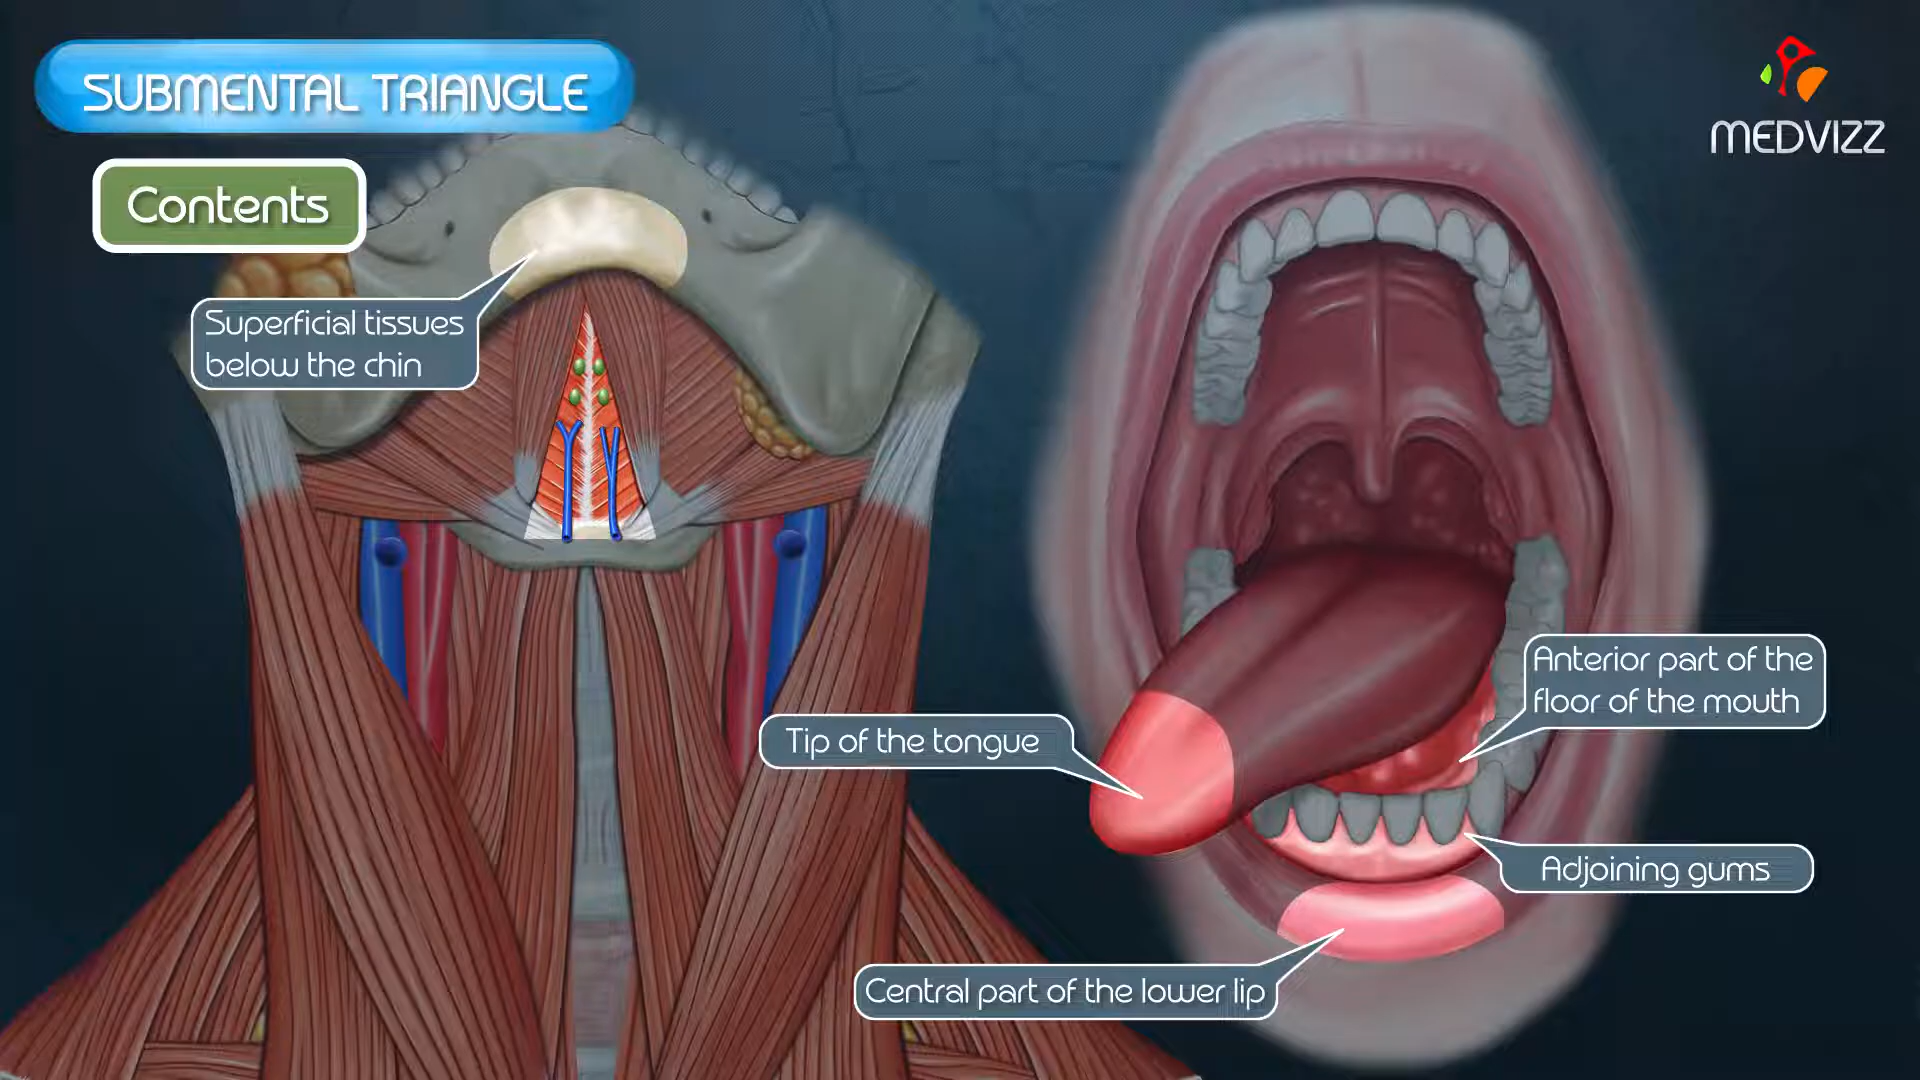 SUBMENTAL TRIANGLE
MEDVIZZ
Contents
Superficial tissues
below the chin
Anterior part of the
floor of the mouth
Tip of the tongue
Adjoining gums
Central part of the lower lip